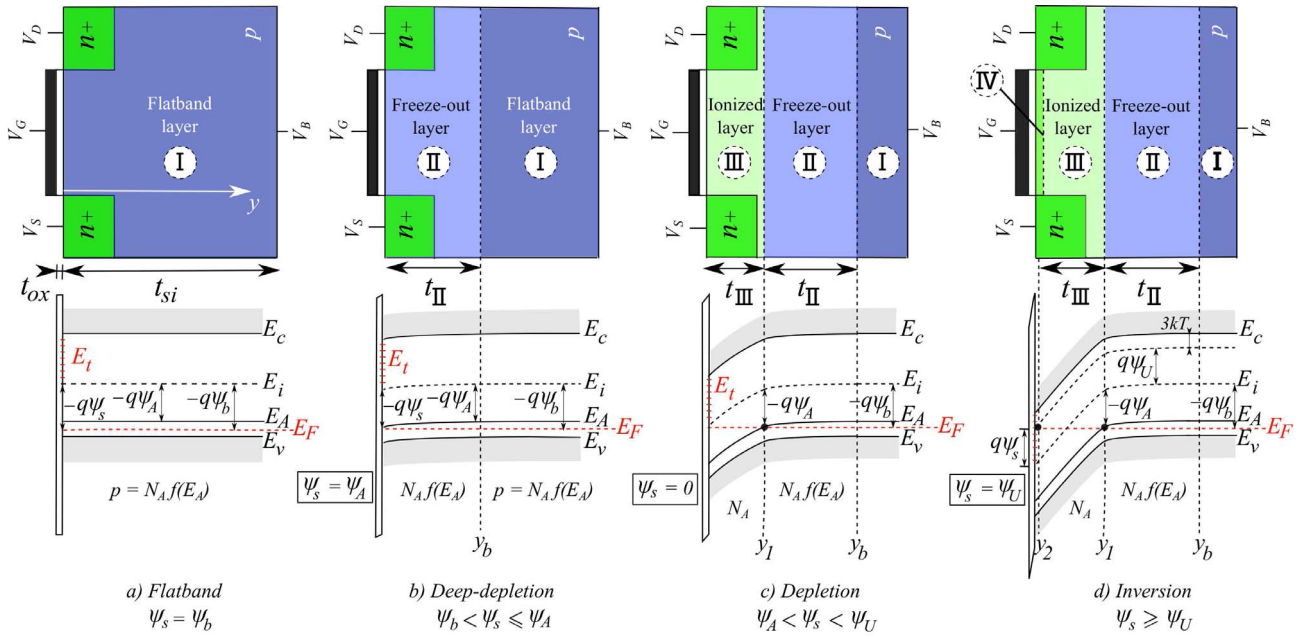 V_D
n+
p
V_G
Flatband
layer
I
V_B
y
V_S
n+
t_ox
t_si
E_c
E_t
E_i
-qψ_s
-qψ_A
-qψ_b
E_A
E_F
E_v
p = N_A f(E_A)
a) Flatband
ψ_s = ψ_b
V_D
n+
V_G
Freeze-out
layer
II
Flatband
layer
I
V_B
V_S
n+
t_II
E_c
E_t
E_i
-qψ_s
-qψ_A
-qψ_b
E_A
E_F
E_v
ψ_s = ψ_A
N_A f(E_A)
p = N_A f(E_A)
y_b
b) Deep-depletion
ψ_b < ψ_s ⩽ ψ_A
V_D
n+
p
V_G
Ionized
layer
III
Freeze-out
layer
II
I
V_B
V_S
n+
t_III
t_II
E_c
E_t
E_i
-qψ_A
-qψ_b
E_A
E_F
E_v
ψ_s = 0
N_A
N_A f(E_A)
y_1
y_b
c) Depletion
ψ_A < ψ_s < ψ_U
V_D
n+
p
IV
V_G
Ionized
layer
III
Freeze-out
layer
II
I
V_B
V_S
n+
t_III
t_II
3kT
E_c
qψ_U
E_i
-qψ_A
-qψ_b
E_A
E_F
qψ_s
E_v
ψ_s = ψ_U
N_A
N_A f(E_A)
y_2
y_1
y_b
d) Inversion
ψ_s ⩾ ψ_U